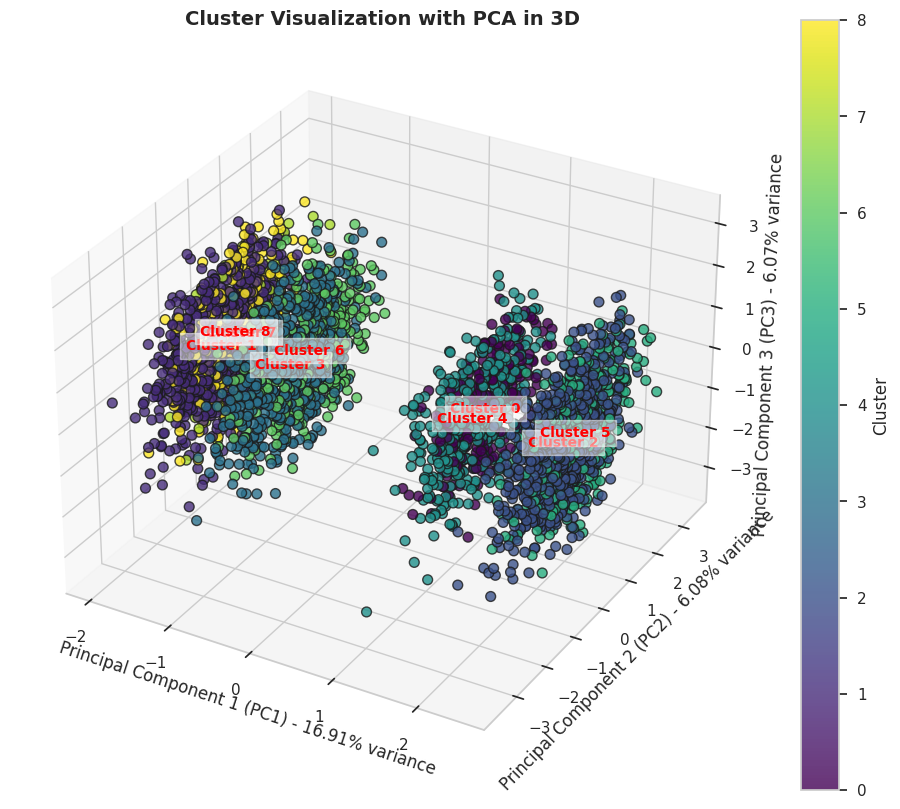 Cluster Visualization with PCA in 3D
Cluster 8
Cluster 6
Cluster 3
Cluster 0
Cluster 4
Cluster 5
Cluster 2
−2
−1
0
1
2
Principal Component 1 (PC1) - 16.91% variance
−3
−2
−1
0
1
2
3
Principal Component 2 (PC2) - 6.08% variance
3
2
1
0
−1
−2
−3
Principal Component 3 (PC3) - 6.07% variance
8
7
6
5
4
3
2
1
0
Cluster